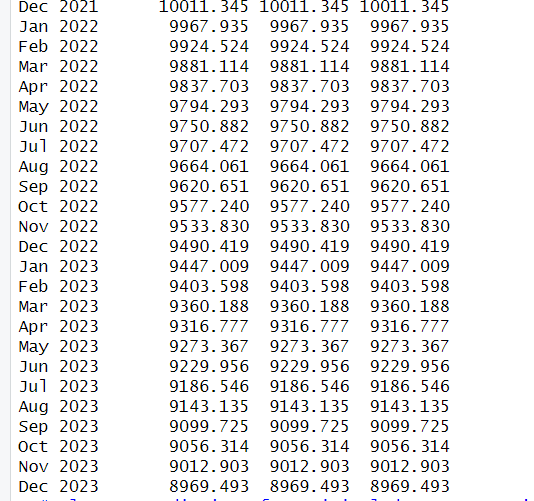 Dec 2021 10011.345 10011.345 10011.345
Jan 2022 9967.935 9967.935 9967.935
Feb 2022 9924.524 9924.524 9924.524
Mar 2022 9881.114 9881.114 9881.114
Apr 2022 9837.703 9837.703 9837.703
May 2022 9794.293 9794.293 9794.293
Jun 2022 9750.882 9750.882 9750.882
Jul 2022 9707.472 9707.472 9707.472
Aug 2022 9664.061 9664.061 9664.061
Sep 2022 9620.651 9620.651 9620.651
Oct 2022 9577.240 9577.240 9577.240
Nov 2022 9533.830 9533.830 9533.830
Dec 2022 9490.419 9490.419 9490.419
Jan 2023 9447.009 9447.009 9447.009
Feb 2023 9403.598 9403.598 9403.598
Mar 2023 9360.188 9360.188 9360.188
Apr 2023 9316.777 9316.777 9316.777
May 2023 9273.367 9273.367 9273.367
Jun 2023 9229.956 9229.956 9229.956
Jul 2023 9186.546 9186.546 9186.546
Aug 2023 9143.135 9143.135 9143.135
Sep 2023 9099.725 9099.725 9099.725
Oct 2023 9056.314 9056.314 9056.314
Nov 2023 9012.903 9012.903 9012.903
Dec 2023 8969.493 8969.493 8969.493